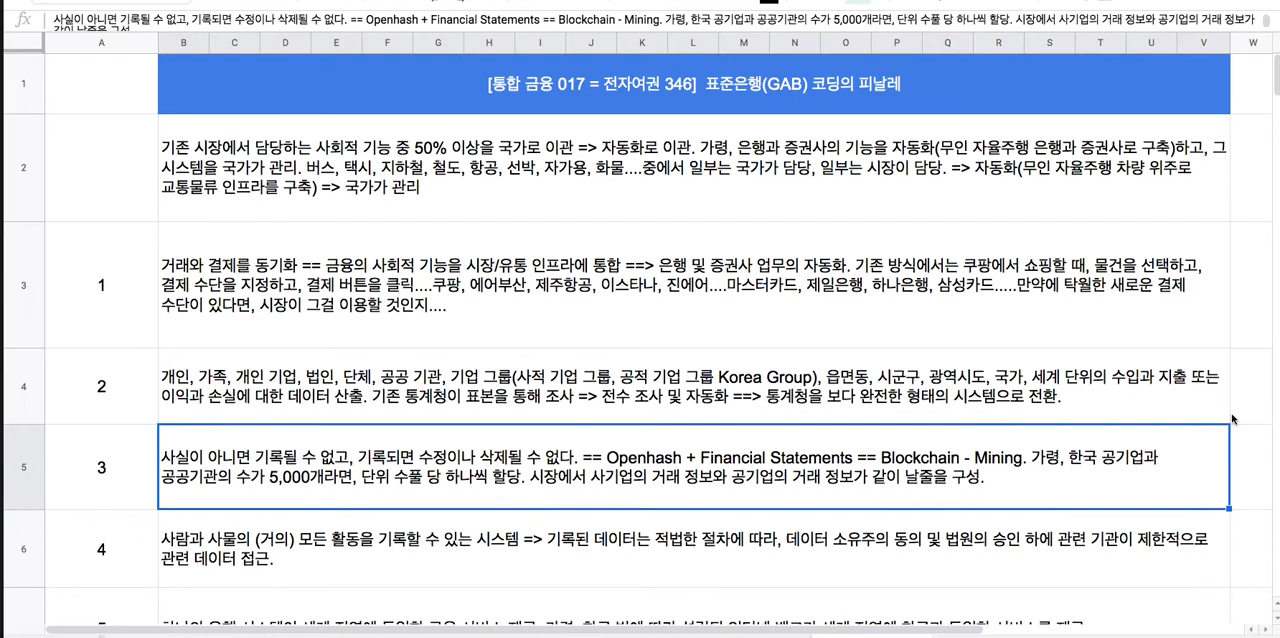 사실이 아니면 기록될 수 없고, 기록되면 수정이나 삭제될 수 없다. == Openhash + Financial Statements == Blockchain - Mining. 가령, 한국 공기업과 공공기관의 수가 5,000개라면, 단위 수풀 당 하나씩 할당. 시장에서 사기업의 거래 정보와 공기업의 거래 정보가
A B C D E F G H I J K L M N O P Q R S T U V W
1 [통합 금융 017 = 전자여권 346] 표준은행(GAB) 코딩의 피날레
2
기존 시장에서 담당하는 사회적 기능 중 50% 이상을 국가로 이관 => 자동화로 이관. 가령, 은행과 증권사의 기능을 자동화(무인 자율주행 은행과 증권사로 구축)하고, 그
시스템을 국가가 관리. 버스, 택시, 지하철, 철도, 항공, 선박, 자가용, 화물....중에서 일부는 국가가 담당, 일부는 시장이 담당. => 자동화(무인 자율주행 차량 위주로
교통물류 인프라를 구축) => 국가가 관리
3 1
거래와 결제를 동기화 == 금융의 사회적 기능을 시장/유통 인프라에 통합 ==> 은행 및 증권사 업무의 자동화. 기존 방식에서는 쿠팡에서 쇼핑할 때, 물건을 선택하고,
결제 수단을 지정하고, 결제 버튼을 클릭....쿠팡, 에어부산, 제주항공, 이스타나, 진에어....마스터카드, 제일은행, 하나은행, 삼성카드.....만약에 탁월한 새로운 결제
수단이 있다면, 시장이 그걸 이용할 것인지....
4 2
개인, 가족, 개인 기업, 법인, 단체, 공공 기관, 기업 그룹(사적 기업 그룹, 공적 기업 그룹 Korea Group), 읍면동, 시군구, 광역시도, 국가, 세계 단위의 수입과 지출 또는
이익과 손실에 대한 데이터 산출. 기존 통계청이 표본을 통해 조사 => 전수 조사 및 자동화 ==> 통계청을 보다 완전한 형태의 시스템으로 전환.
5 3
사실이 아니면 기록될 수 없고, 기록되면 수정이나 삭제될 수 없다. == Openhash + Financial Statements == Blockchain - Mining. 가령, 한국 공기업과
공공기관의 수가 5,000개라면, 단위 수풀 당 하나씩 할당. 시장에서 사기업의 거래 정보와 공기업의 거래 정보가 같이 날줄을 구성.
6 4
사람과 사물의 (거의) 모든 활동을 기록할 수 있는 시스템 => 기록된 데이터는 적법한 절차에 따라, 데이터 소유주의 동의 및 법원의 승인 하에 관련 기관이 제한적으로
관련 데이터 접근.